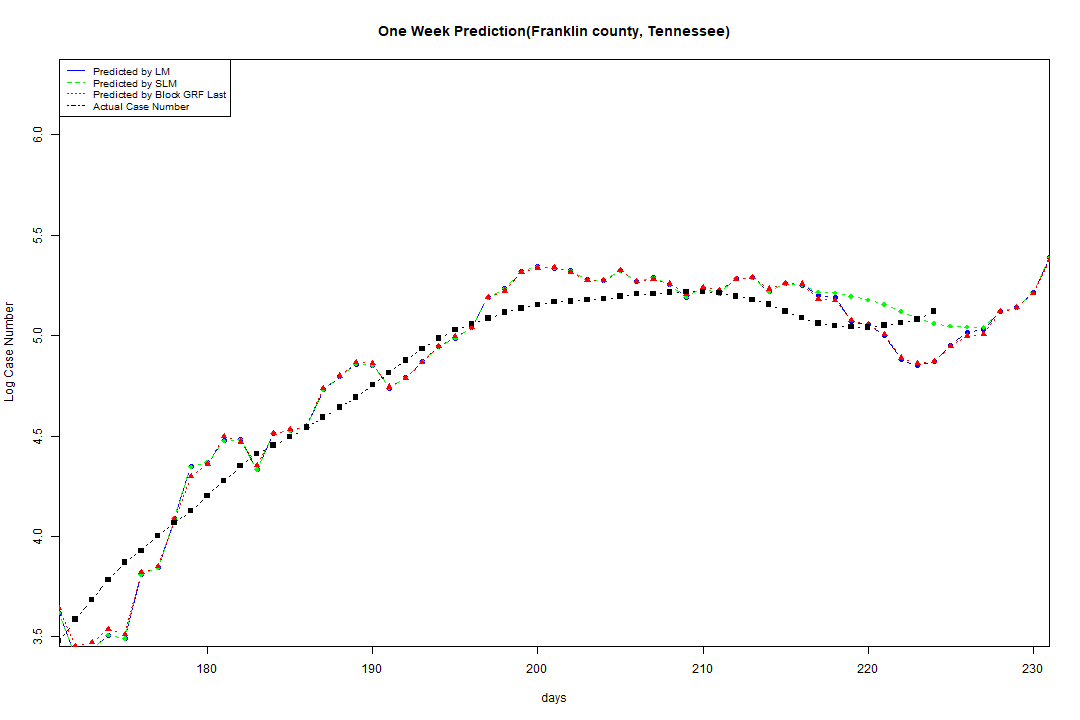 One Week Prediction(Franklin county, Tennessee)
Predicted by LM
Predicted by SLM
Predicted by Block GRF Last
Actual Case Number
6.0
5.5
5.0
4.5
4.0
3.5
Log Case Number
180 190 200 210 220 230
days